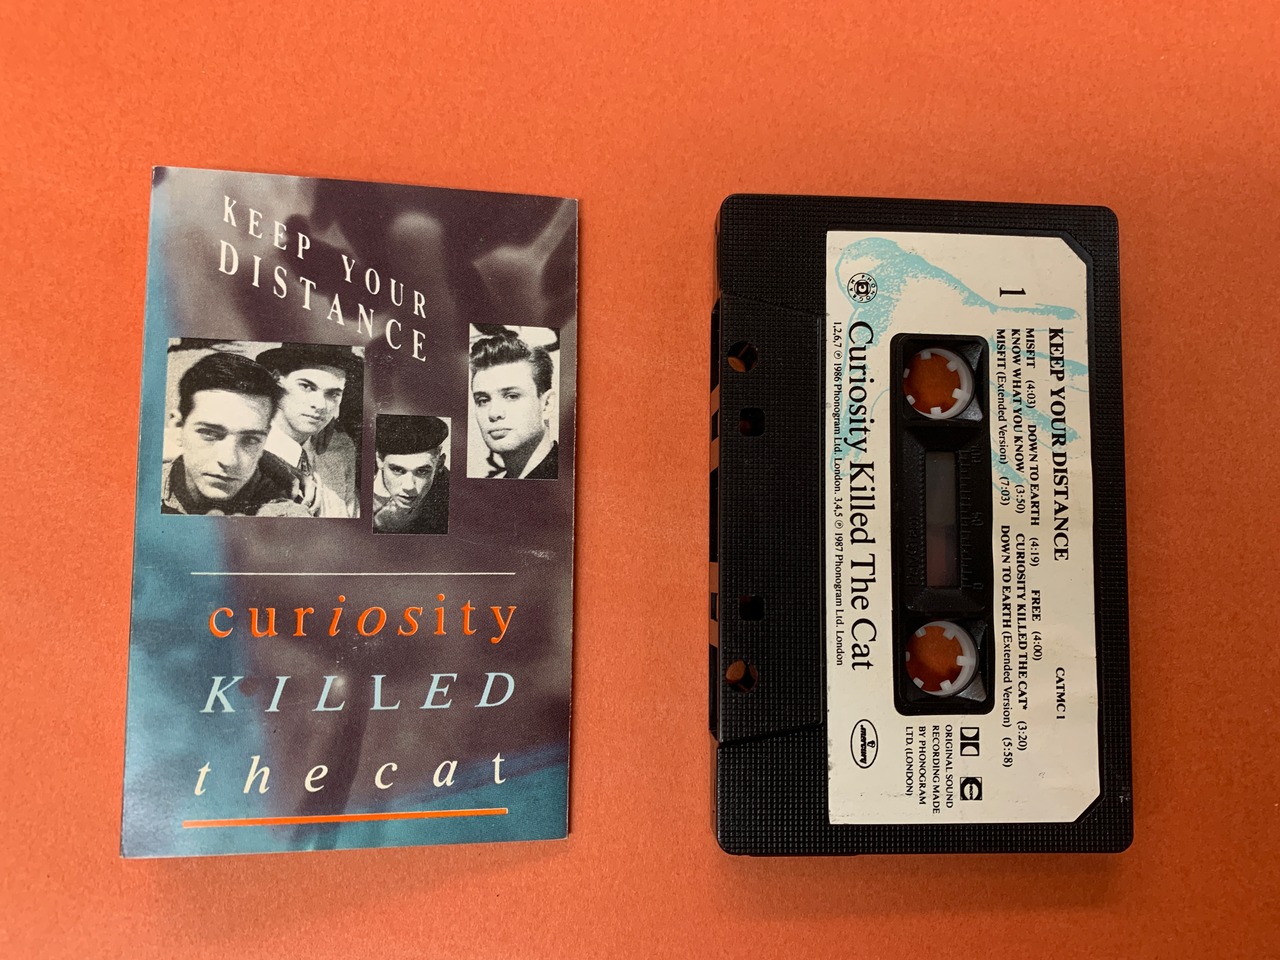 KEEP YOUR
DISTANCE
curiosity
KILLED
the cat
1
KEEP YOUR DISTANCE
CATMC 1
MISFIT (4:03) DOWN TO EARTH (4:19) FREE (4:00)
KNOW WHAT YOU KNOW (3:50) CURIOSITY KILLED THE CAT* (3:20)
MISFIT (Extended Version) (7:03) DOWN TO EARTH (Extended Version) (5:58)
50
0
Curiosity Killed The Cat
1,2,6,7 ℗ 1986 Phonogram Ltd. London. 3,4,5 ℗ 1987 Phonogram Ltd. London
ORIGINAL SOUND
RECORDING MADE
BY PHONOGRAM
LTD. (LONDON)
mercury